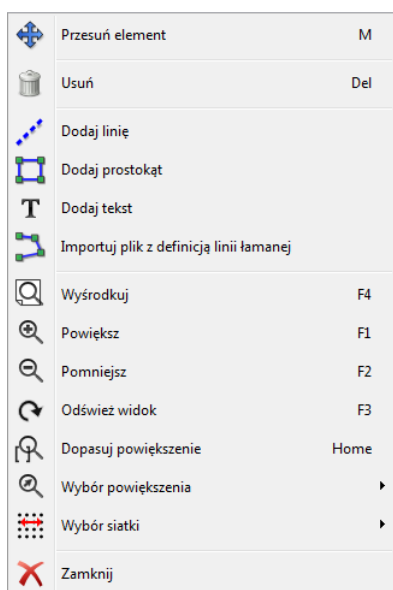 Przesuń element M
Usuń Del
Dodaj linię
Dodaj prostokąt
T Dodaj tekst
Importuj plik z definicją linii łamanej
Wyśrodkuj F4
Powiększ F1
Pomniejsz F2
Odśwież widok F3
Dopasuj powiększenie Home
Wybór powiększenia
Wybór siatki
Zamknij